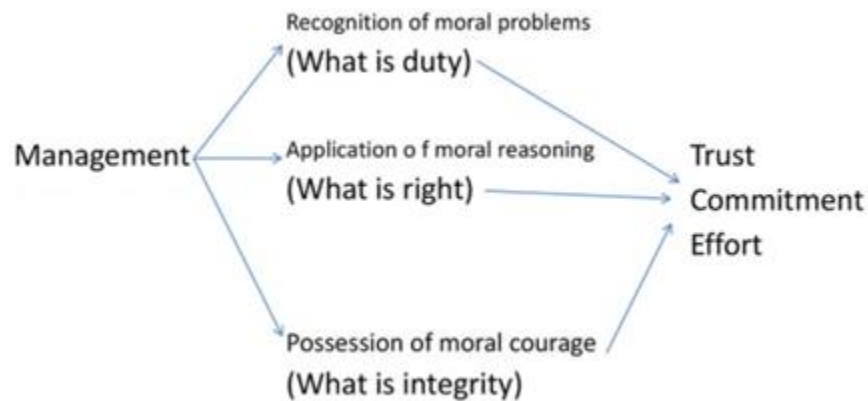 Recognition of moral problems
(What is duty)
Management
Application o f moral reasoning
(What is right)
Possession of moral courage
(What is integrity)
Trust
Commitment
Effort